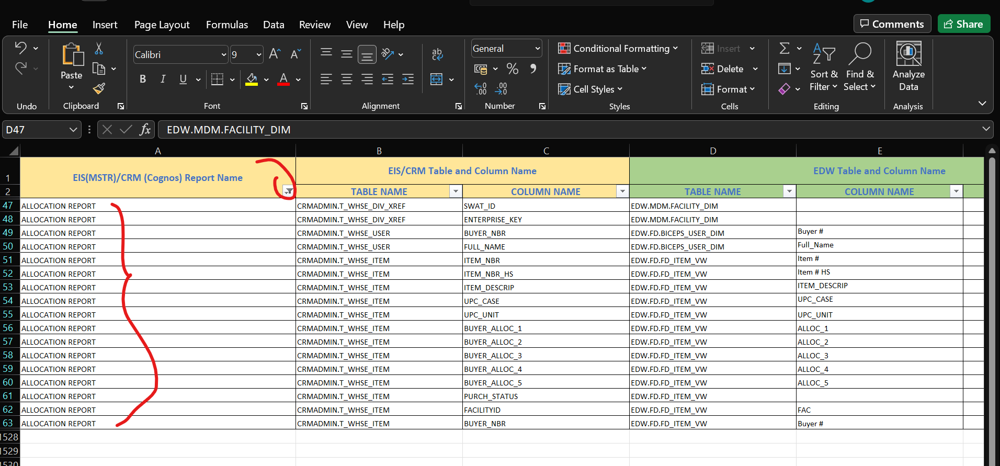 File Home Insert Page Layout Formulas Data Review View Help Comments Share
Calibri 9 General Conditional Formatting Insert
Paste Format as Table Delete Sort & Filter Find & Select Analyze Data
B I U A Cell Styles Format
Undo Clipboard Font Alignment Number Styles Cells Editing Analysis
D47 fx EDW.MDM.FACILITY_DIM
A B C D E
1 EIS(MSTR)/CRM (Cognos) Report Name EIS/CRM Table and Column Name EDW Table and Column Name
2 TABLE NAME COLUMN NAME TABLE NAME COLUMN NAME
47 ALLOCATION REPORT CRMADMIN.T_WHSE_DIV_XREF SWAT_ID EDW.MDM.FACILITY_DIM
48 ALLOCATION REPORT CRMADMIN.T_WHSE_DIV_XREF ENTERPRISE_KEY EDW.MDM.FACILITY_DIM
49 ALLOCATION REPORT CRMADMIN.T_WHSE_USER BUYER_NBR EDW.FD.BICEPS_USER_DIM Buyer #
50 ALLOCATION REPORT CRMADMIN.T_WHSE_USER FULL_NAME EDW.FD.BICEPS_USER_DIM Full_Name
51 ALLOCATION REPORT CRMADMIN.T_WHSE_ITEM ITEM_NBR EDW.FD.FD_ITEM_VW Item #
52 ALLOCATION REPORT CRMADMIN.T_WHSE_ITEM ITEM_NBR_HS EDW.FD.FD_ITEM_VW Item # HS
53 ALLOCATION REPORT CRMADMIN.T_WHSE_ITEM ITEM_DESCRIP EDW.FD.FD_ITEM_VW ITEM_DESCRIP
54 ALLOCATION REPORT CRMADMIN.T_WHSE_ITEM UPC_CASE EDW.FD.FD_ITEM_VW UPC_CASE
55 ALLOCATION REPORT CRMADMIN.T_WHSE_ITEM UPC_UNIT EDW.FD.FD_ITEM_VW UPC_UNIT
56 ALLOCATION REPORT CRMADMIN.T_WHSE_ITEM BUYER_ALLOC_1 EDW.FD.FD_ITEM_VW ALLOC_1
57 ALLOCATION REPORT CRMADMIN.T_WHSE_ITEM BUYER_ALLOC_2 EDW.FD.FD_ITEM_VW ALLOC_2
58 ALLOCATION REPORT CRMADMIN.T_WHSE_ITEM BUYER_ALLOC_3 EDW.FD.FD_ITEM_VW ALLOC_3
59 ALLOCATION REPORT CRMADMIN.T_WHSE_ITEM BUYER_ALLOC_4 EDW.FD.FD_ITEM_VW ALLOC_4
60 ALLOCATION REPORT CRMADMIN.T_WHSE_ITEM BUYER_ALLOC_5 EDW.FD.FD_ITEM_VW ALLOC_5
61 ALLOCATION REPORT CRMADMIN.T_WHSE_ITEM PURCH_STATUS EDW.FD.FD_ITEM_VW
62 ALLOCATION REPORT CRMADMIN.T_WHSE_ITEM FACILITYID EDW.FD.FD_ITEM_VW FAC
63 ALLOCATION REPORT CRMADMIN.T_WHSE_ITEM BUYER_NBR EDW.FD.FD_ITEM_VW Buyer #
1528
1529
1530